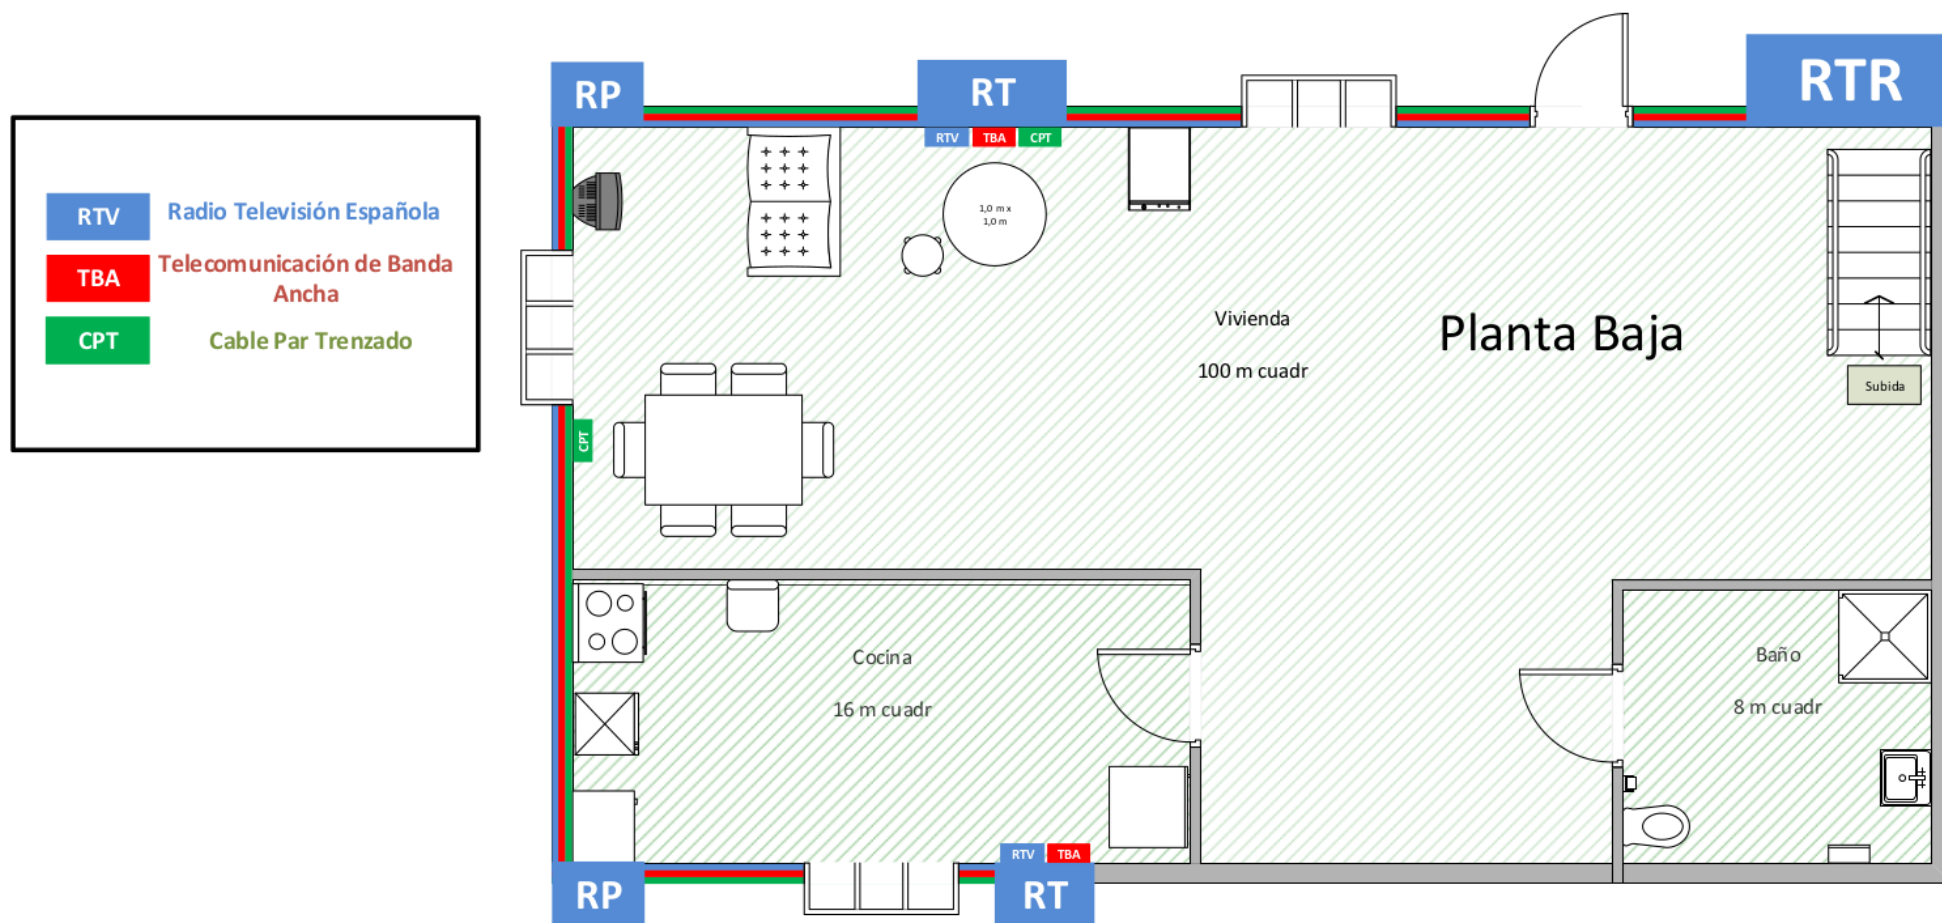 RP
RT
RTR
RTV TBA CPT
RTV Radio Televisión Española
TBA Telecomunicación de Banda
Ancha
CPT Cable Par Trenzado
1,0 m x
1,0 m
Vivienda
100 m cuadr
Planta Baja
Subida
CPT
Cocina
16 m cuadr
Baño
8 m cuadr
RTV TBA
RP
RT